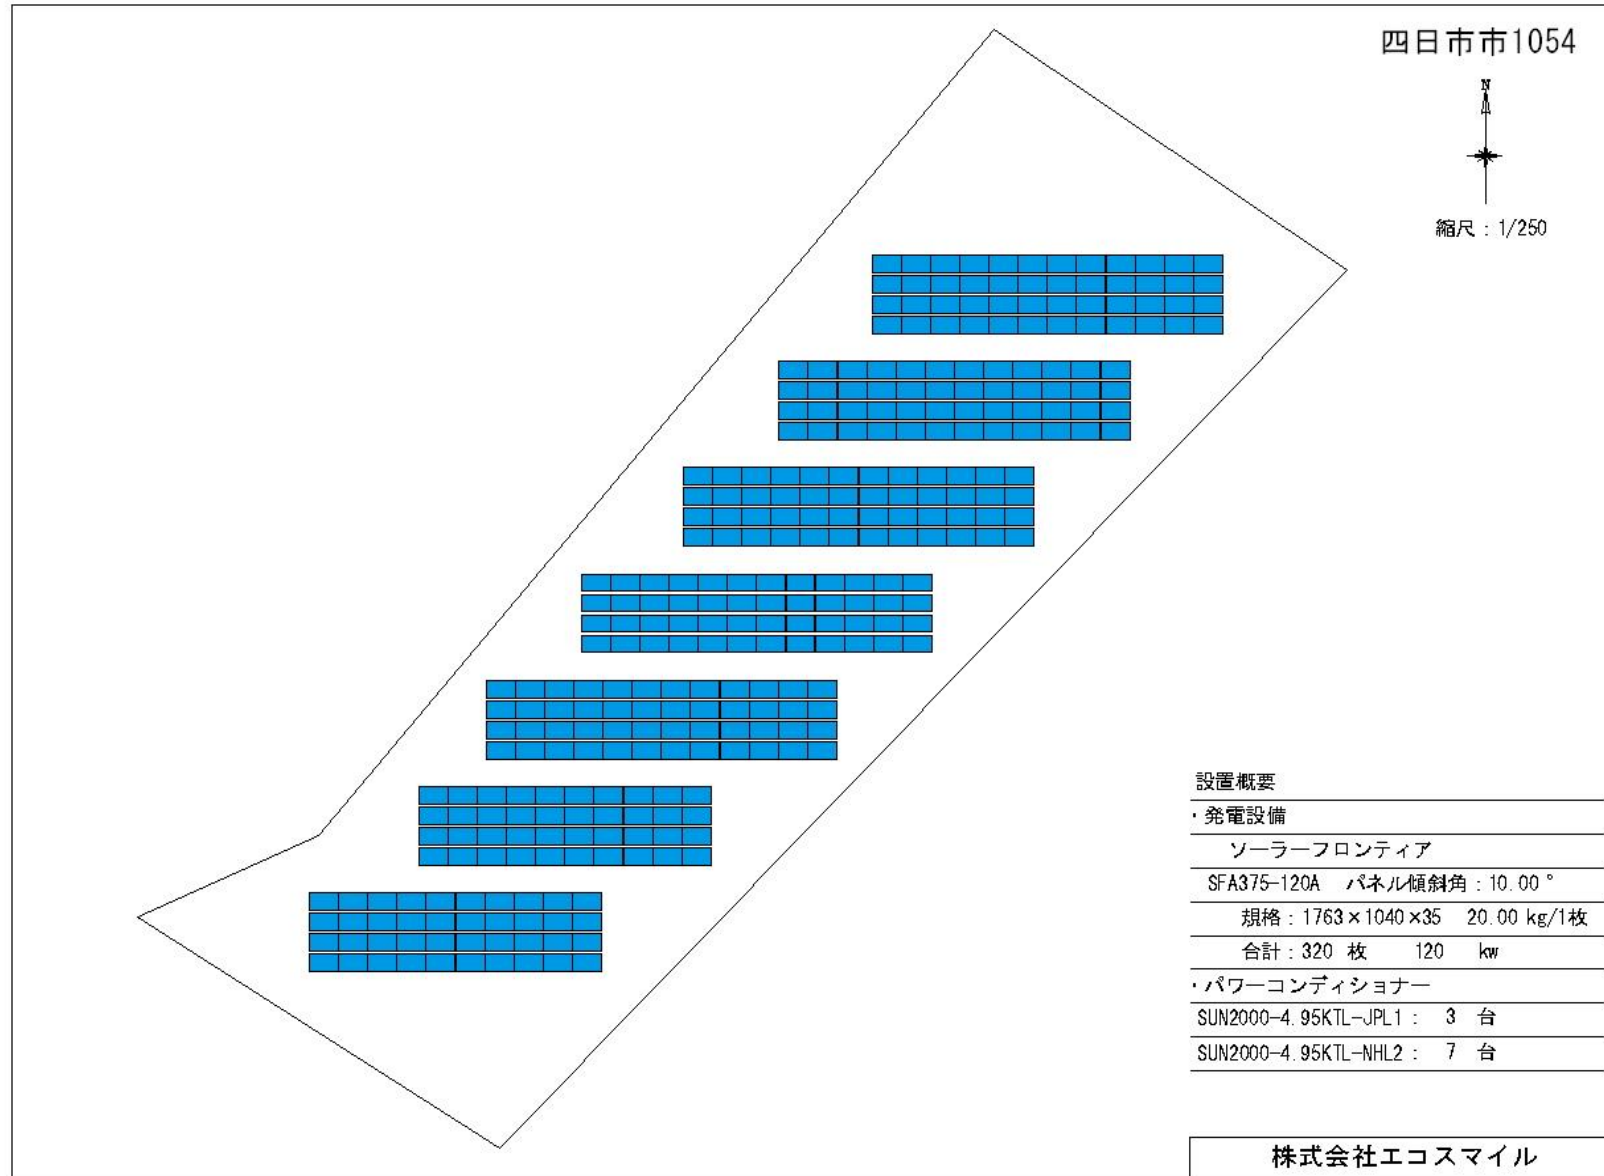 四日市市1054
N
縮尺：1/250
設置概要
・発電設備
ソーラーフロンティア
SFA375-120A パネル傾斜角：10.00°
規格：1763×1040×35 20.00 kg/1枚
合計：320 枚 120 kw
・パワーコンディショナー
SUN2000-4.95KTL-JPL1： 3 台
SUN2000-4.95KTL-NHL2： 7 台
株式会社エコスマイル